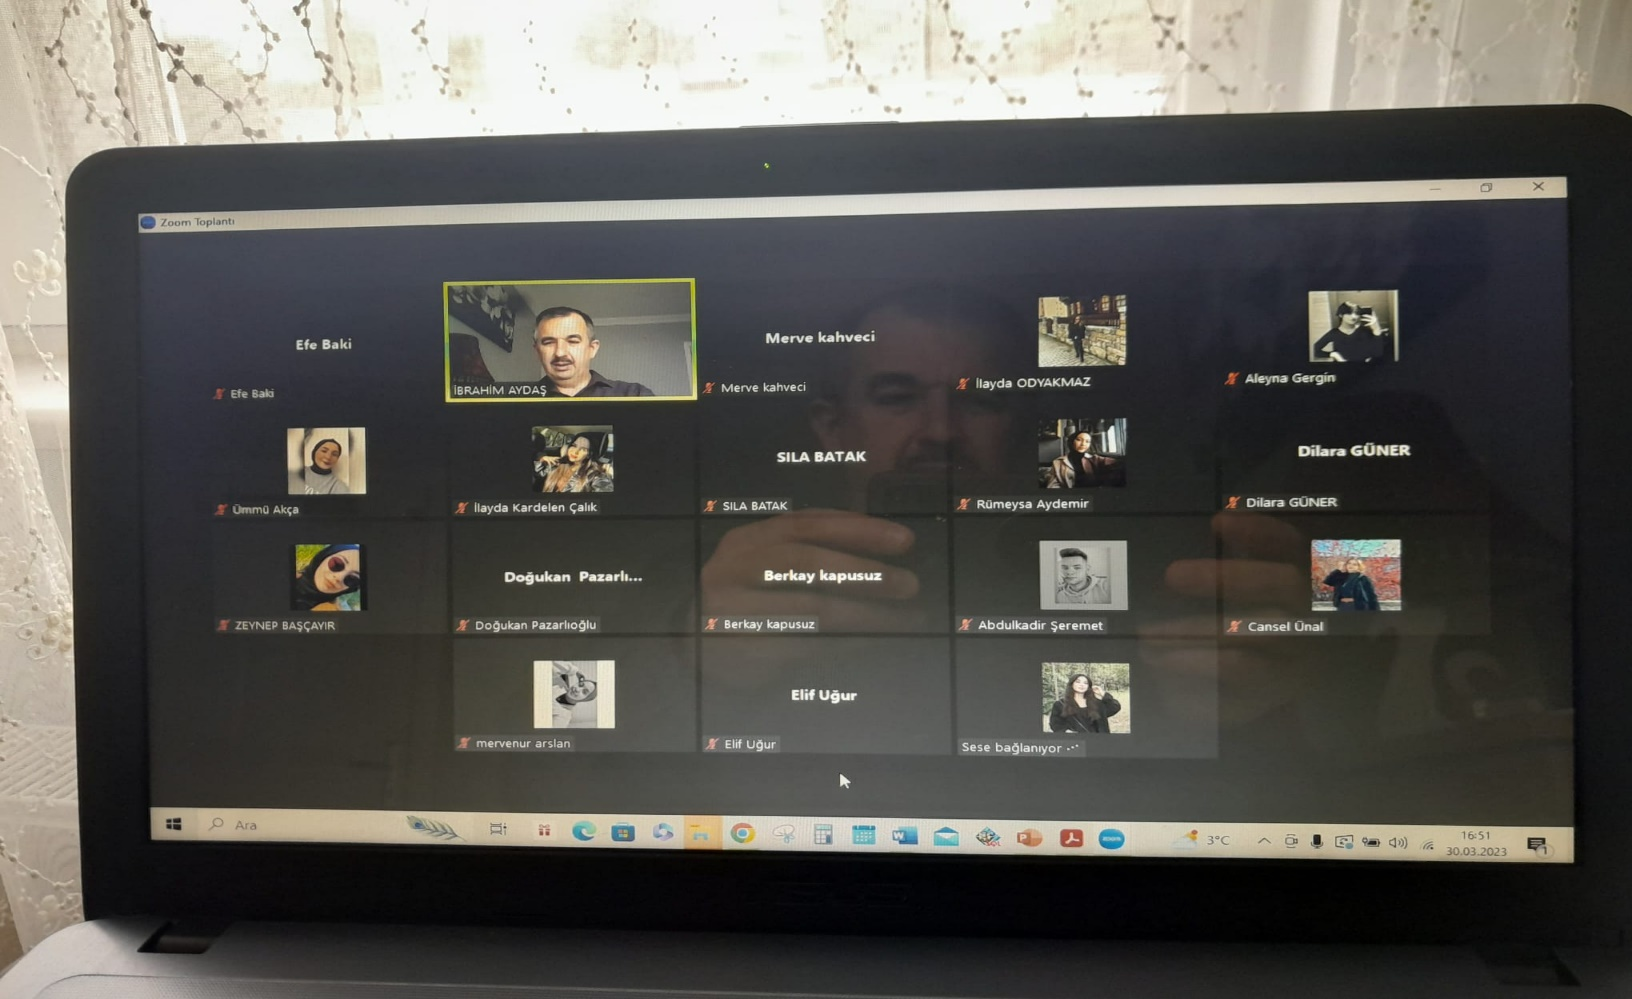 Zoom Toplantı
Efe Baki
Efe Baki
İBRAHİM AYDAŞ
Merve kahveci
Merve kahveci
İlayda ODYAKMAZ
Aleyna Gergin
Ümmü Akça
İlayda Kardelen Çalık
SILA BATAK
SILA BATAK
Rümeysa Aydemir
Dilara GÜNER
Dilara GÜNER
ZEYNEP BAŞÇAYIR
Doğukan Pazarlı...
Doğukan Pazarlıoğlu
Berkay kapusuz
Berkay kapusuz
Abdulkadir Şeremet
Cansel Ünal
mervenur arslan
Elif Uğur
Elif Uğur
Sese bağlanıyor ...
Ara
3°C
16:51
30.03.2023
1